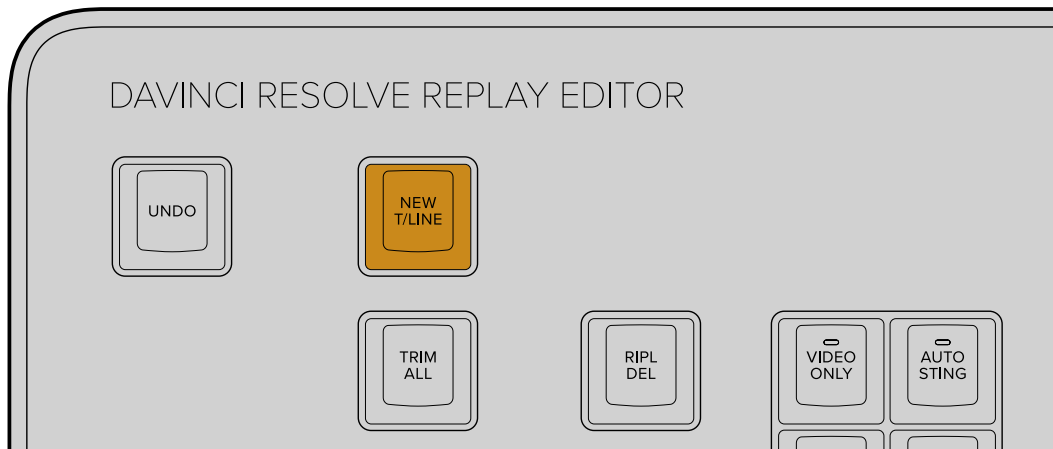 DAVINCI RESOLVE REPLAY EDITOR
UNDO
NEW
T/LINE
TRIM
ALL
RIPL
DEL
VIDEO
ONLY
AUTO
STING